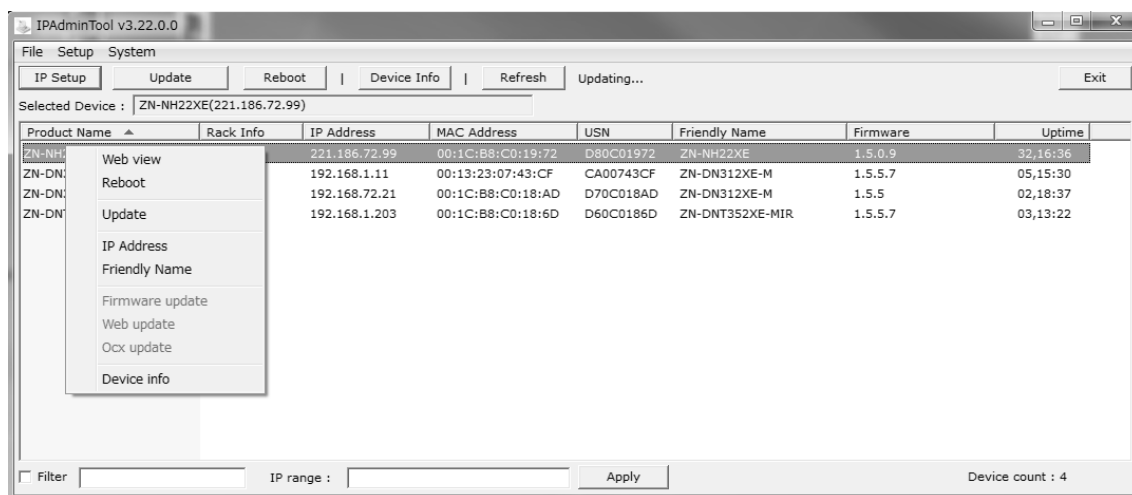 IPAdminTool v3.22.0.0
File Setup System
IP Setup Update Reboot | Device Info | Refresh Updating... Exit
Selected Device : ZN-NH22XE(221.186.72.99)
Product Name Rack Info IP Address MAC Address USN Friendly Name Firmware Uptime
221.186.72.99 00:1C:B8:C0:19:72 D80C01972 ZN-NH22XE 1.5.0.9 32,16:36
192.168.1.11 00:13:23:07:43:CF CA00743CF ZN-DN312XE-M 1.5.5.7 05,15:30
192.168.72.21 00:1C:B8:C0:18:AD D70C018AD ZN-DN312XE-M 1.5.5 02,18:37
ZN-DNT 192.168.1.203 00:1C:B8:C0:18:6D D60C0186D ZN-DNT352XE-MIR 1.5.5.7 03,13:22
Web view
Reboot
Update
IP Address
Friendly Name
Firmware update
Web update
Ocx update
Device info
Filter IP range : Apply Device count : 4